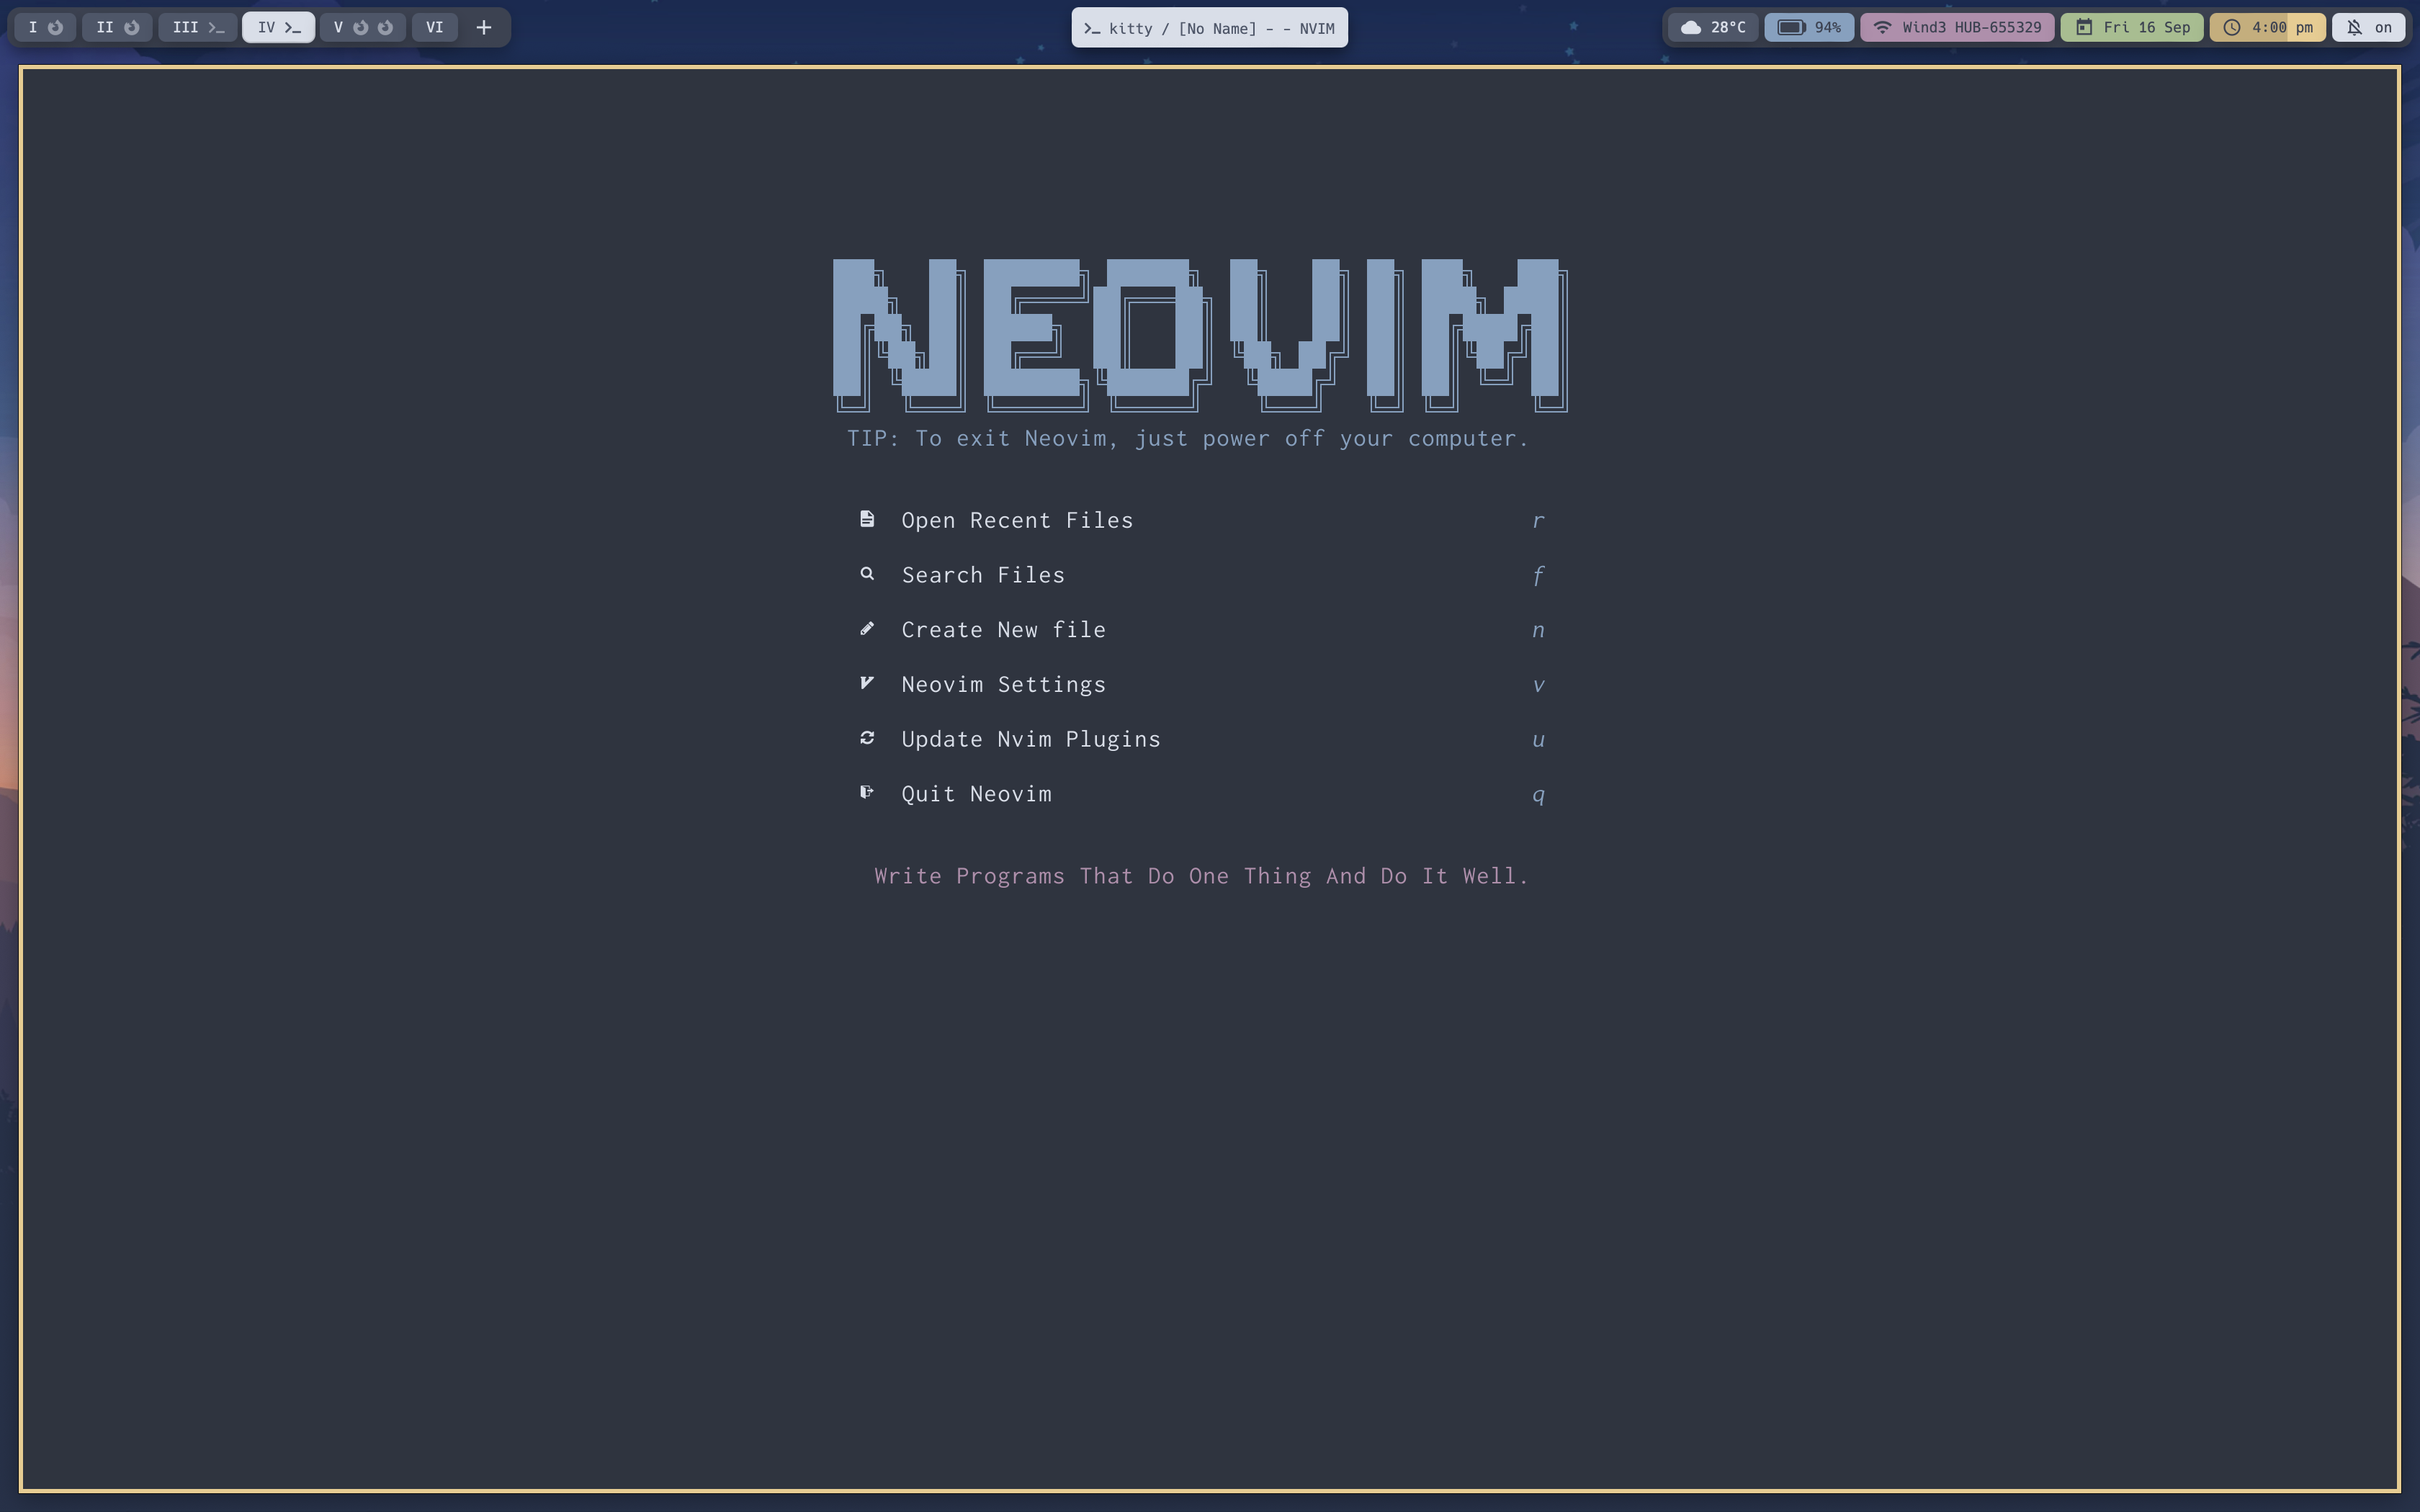 I II III IV V VI +
kitty / [No Name] - - NVIM
28°C 94% Wind3 HUB-655329 Fri 16 Sep 4:00 pm on
NEOVIM
TIP: To exit Neovim, just power off your computer.
Open Recent Files r
Search Files f
Create New file n
Neovim Settings v
Update Nvim Plugins u
Quit Neovim q
Write Programs That Do One Thing And Do It Well.